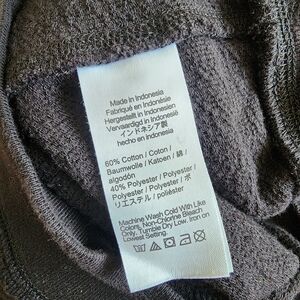 Made in Indonesia
Fabriqué en Indonésie
Hergestellt in Indonesien
Vervaardigd in Indonesië
インドネシア製
hecho en Indonesia
60% Cotton / Coton /
Baumwolle / Katoen / 綿 /
algodón
40% Polyester / Polyester /
Polyester / Polyester / ポ
リエステル / poliéster
Machine Wash Cold With Like
Colors. Non-Chlorine Bleach
Only. Tumble Dry Low. Iron on
Lowest Setting.